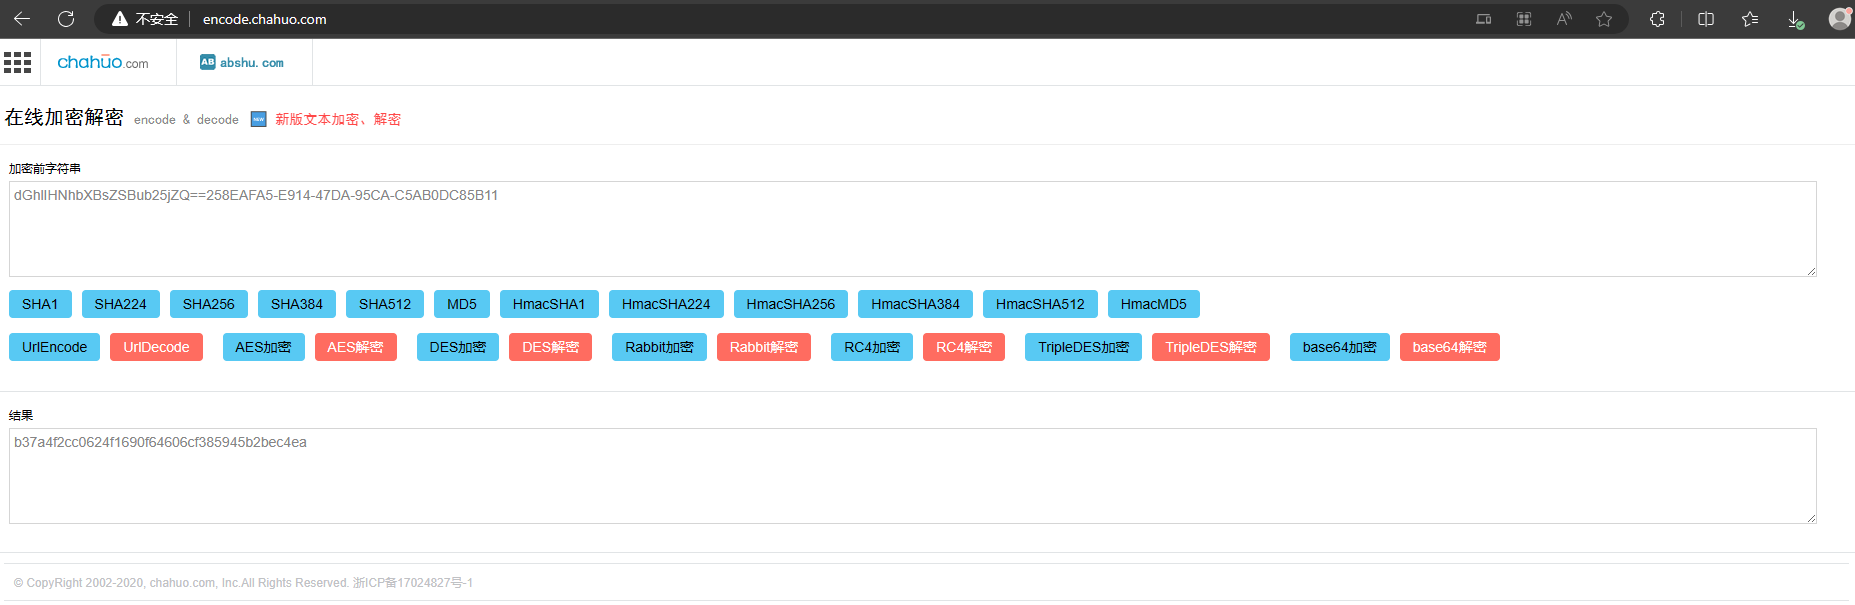 不安全 encode.chahuo.com
chahuo.com AB abshu.com
在线加密解密 encode & decode NEW 新版文本加密、解密
加密前字符串
dGhlIHNhbXBsZSBub25jZQ==258EAFA5-E914-47DA-95CA-C5AB0DC85B11
SHA1 SHA224 SHA256 SHA384 SHA512 MD5 HmacSHA1 HmacSHA224 HmacSHA256 HmacSHA384 HmacSHA512 HmacMD5
UrlEncode UrlDecode AES加密 AES解密 DES加密 DES解密 Rabbit加密 Rabbit解密 RC4加密 RC4解密 TripleDES加密 TripleDES解密 base64加密 base64解密
结果
b37a4f2cc0624f1690f64606cf385945b2bec4ea
© CopyRight 2002-2020, chahuo.com, Inc.All Rights Reserved. 浙ICP备17024827号-1